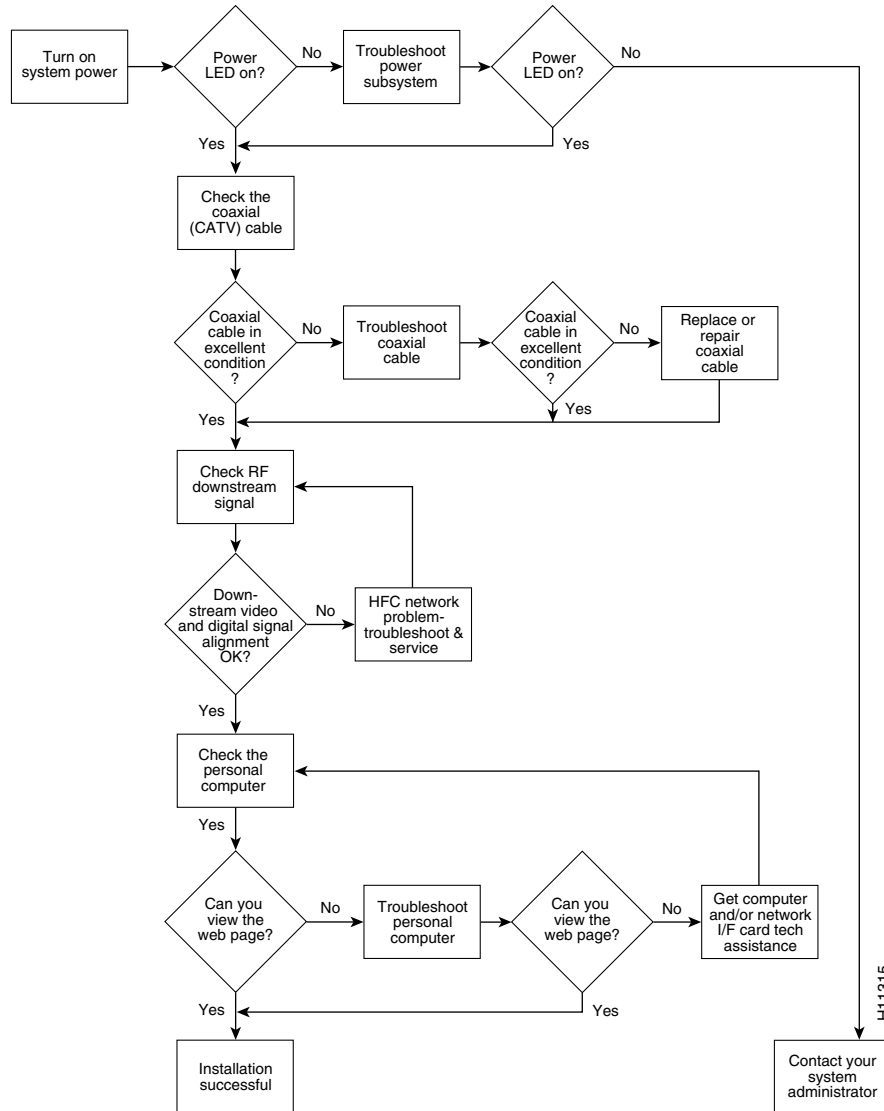 Turn on
system power
Power
LED on?
No
Troubleshoot
power
subsystem
Power
LED on?
No
Yes
Yes
Check the
coaxial
(CATV) cable
Coaxial
cable in
excellent
condition
?
No
Troubleshoot
coaxial
cable
Coaxial
cable in
excellent
condition
?
No
Replace or
repair
coaxial
cable
Yes
Yes
Check RF
downstream
signal
Down-
stream video
and digital signal
alignment
OK?
No
HFC network
problem-
troubleshoot &
service
Yes
Check the
personal
computer
Yes
Can you
view the
web page?
No
Troubleshoot
personal
computer
Can you
view the
web page?
No
Get computer
and/or network
I/F card tech
assistance
Yes
Yes
Installation
successful
Contact your
system
administrator
H11315